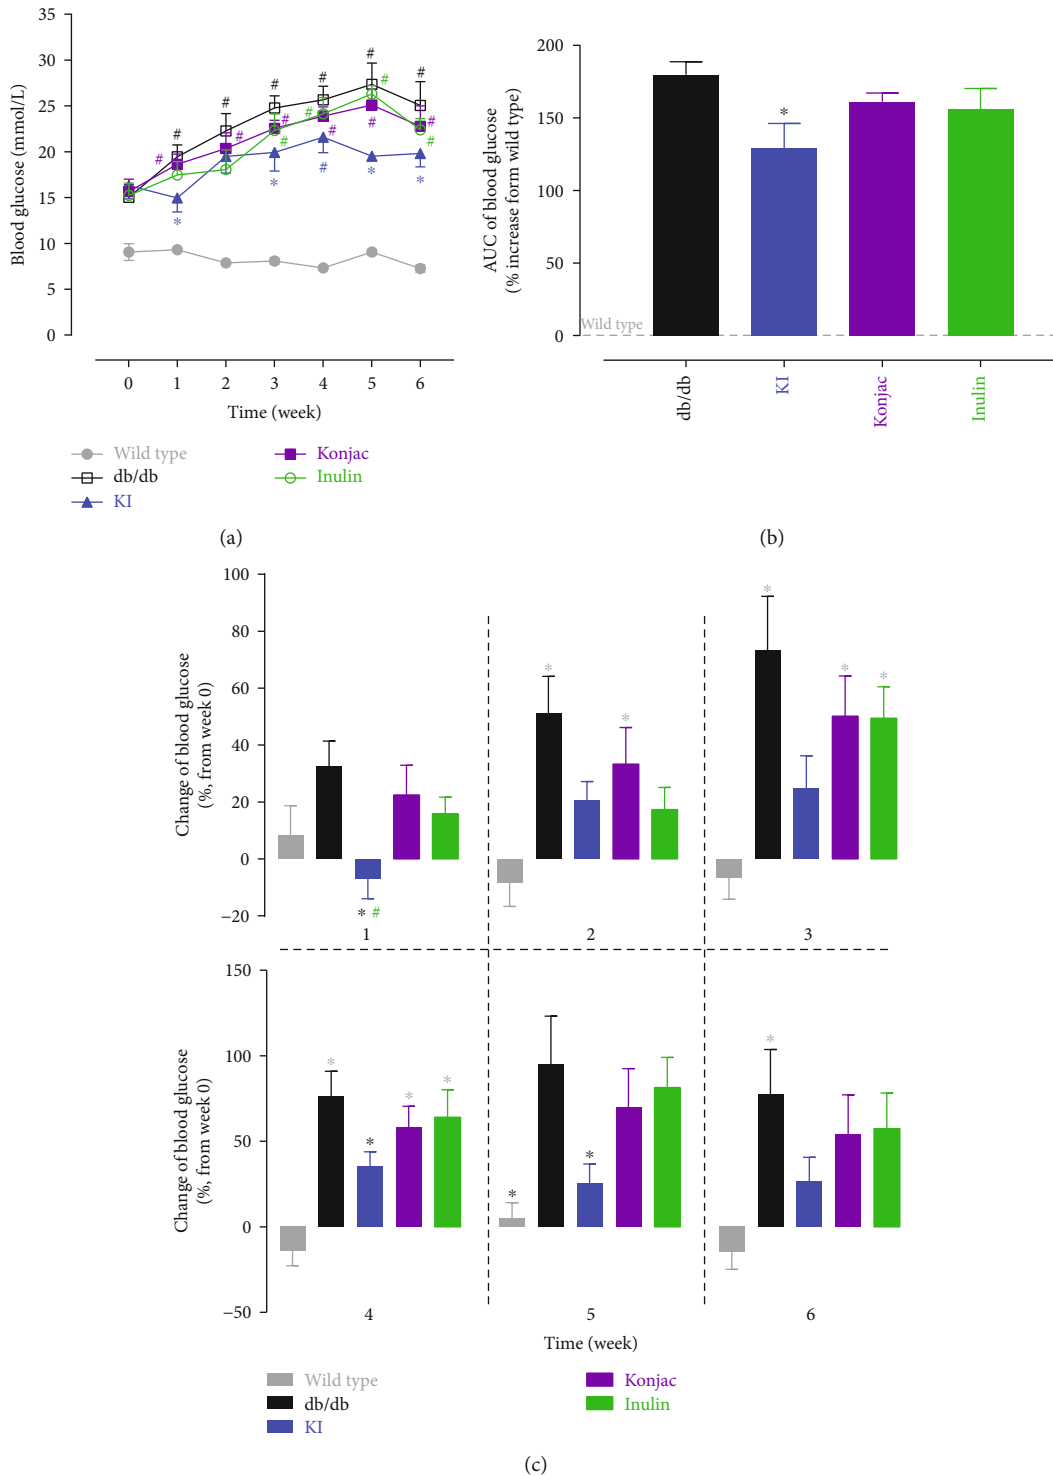 35
30
25
20
15
10
5
0
Blood glucose (mmol/L)
# # # # # #
# # # # # #
# # # #
#
* * * *
0 1 2 3 4 5 6
Time (week)
Wild type
db/db
KI
Konjac
Inulin
(a)
200
150
100
50
0
AUC of blood glucose
(% increase form wild type)
*
Wild type
db/db
KI
Konjac
Inulin
(b)
100
80
60
40
20
0
−20
Change of blood glucose
(%, from week 0)
* #
* *
* * *
1 2 3
150
100
50
0
−50
Change of blood glucose
(%, from week 0)
* * * *
* *
*
4 5 6
Time (week)
Wild type
db/db
KI
Konjac
Inulin
(c)